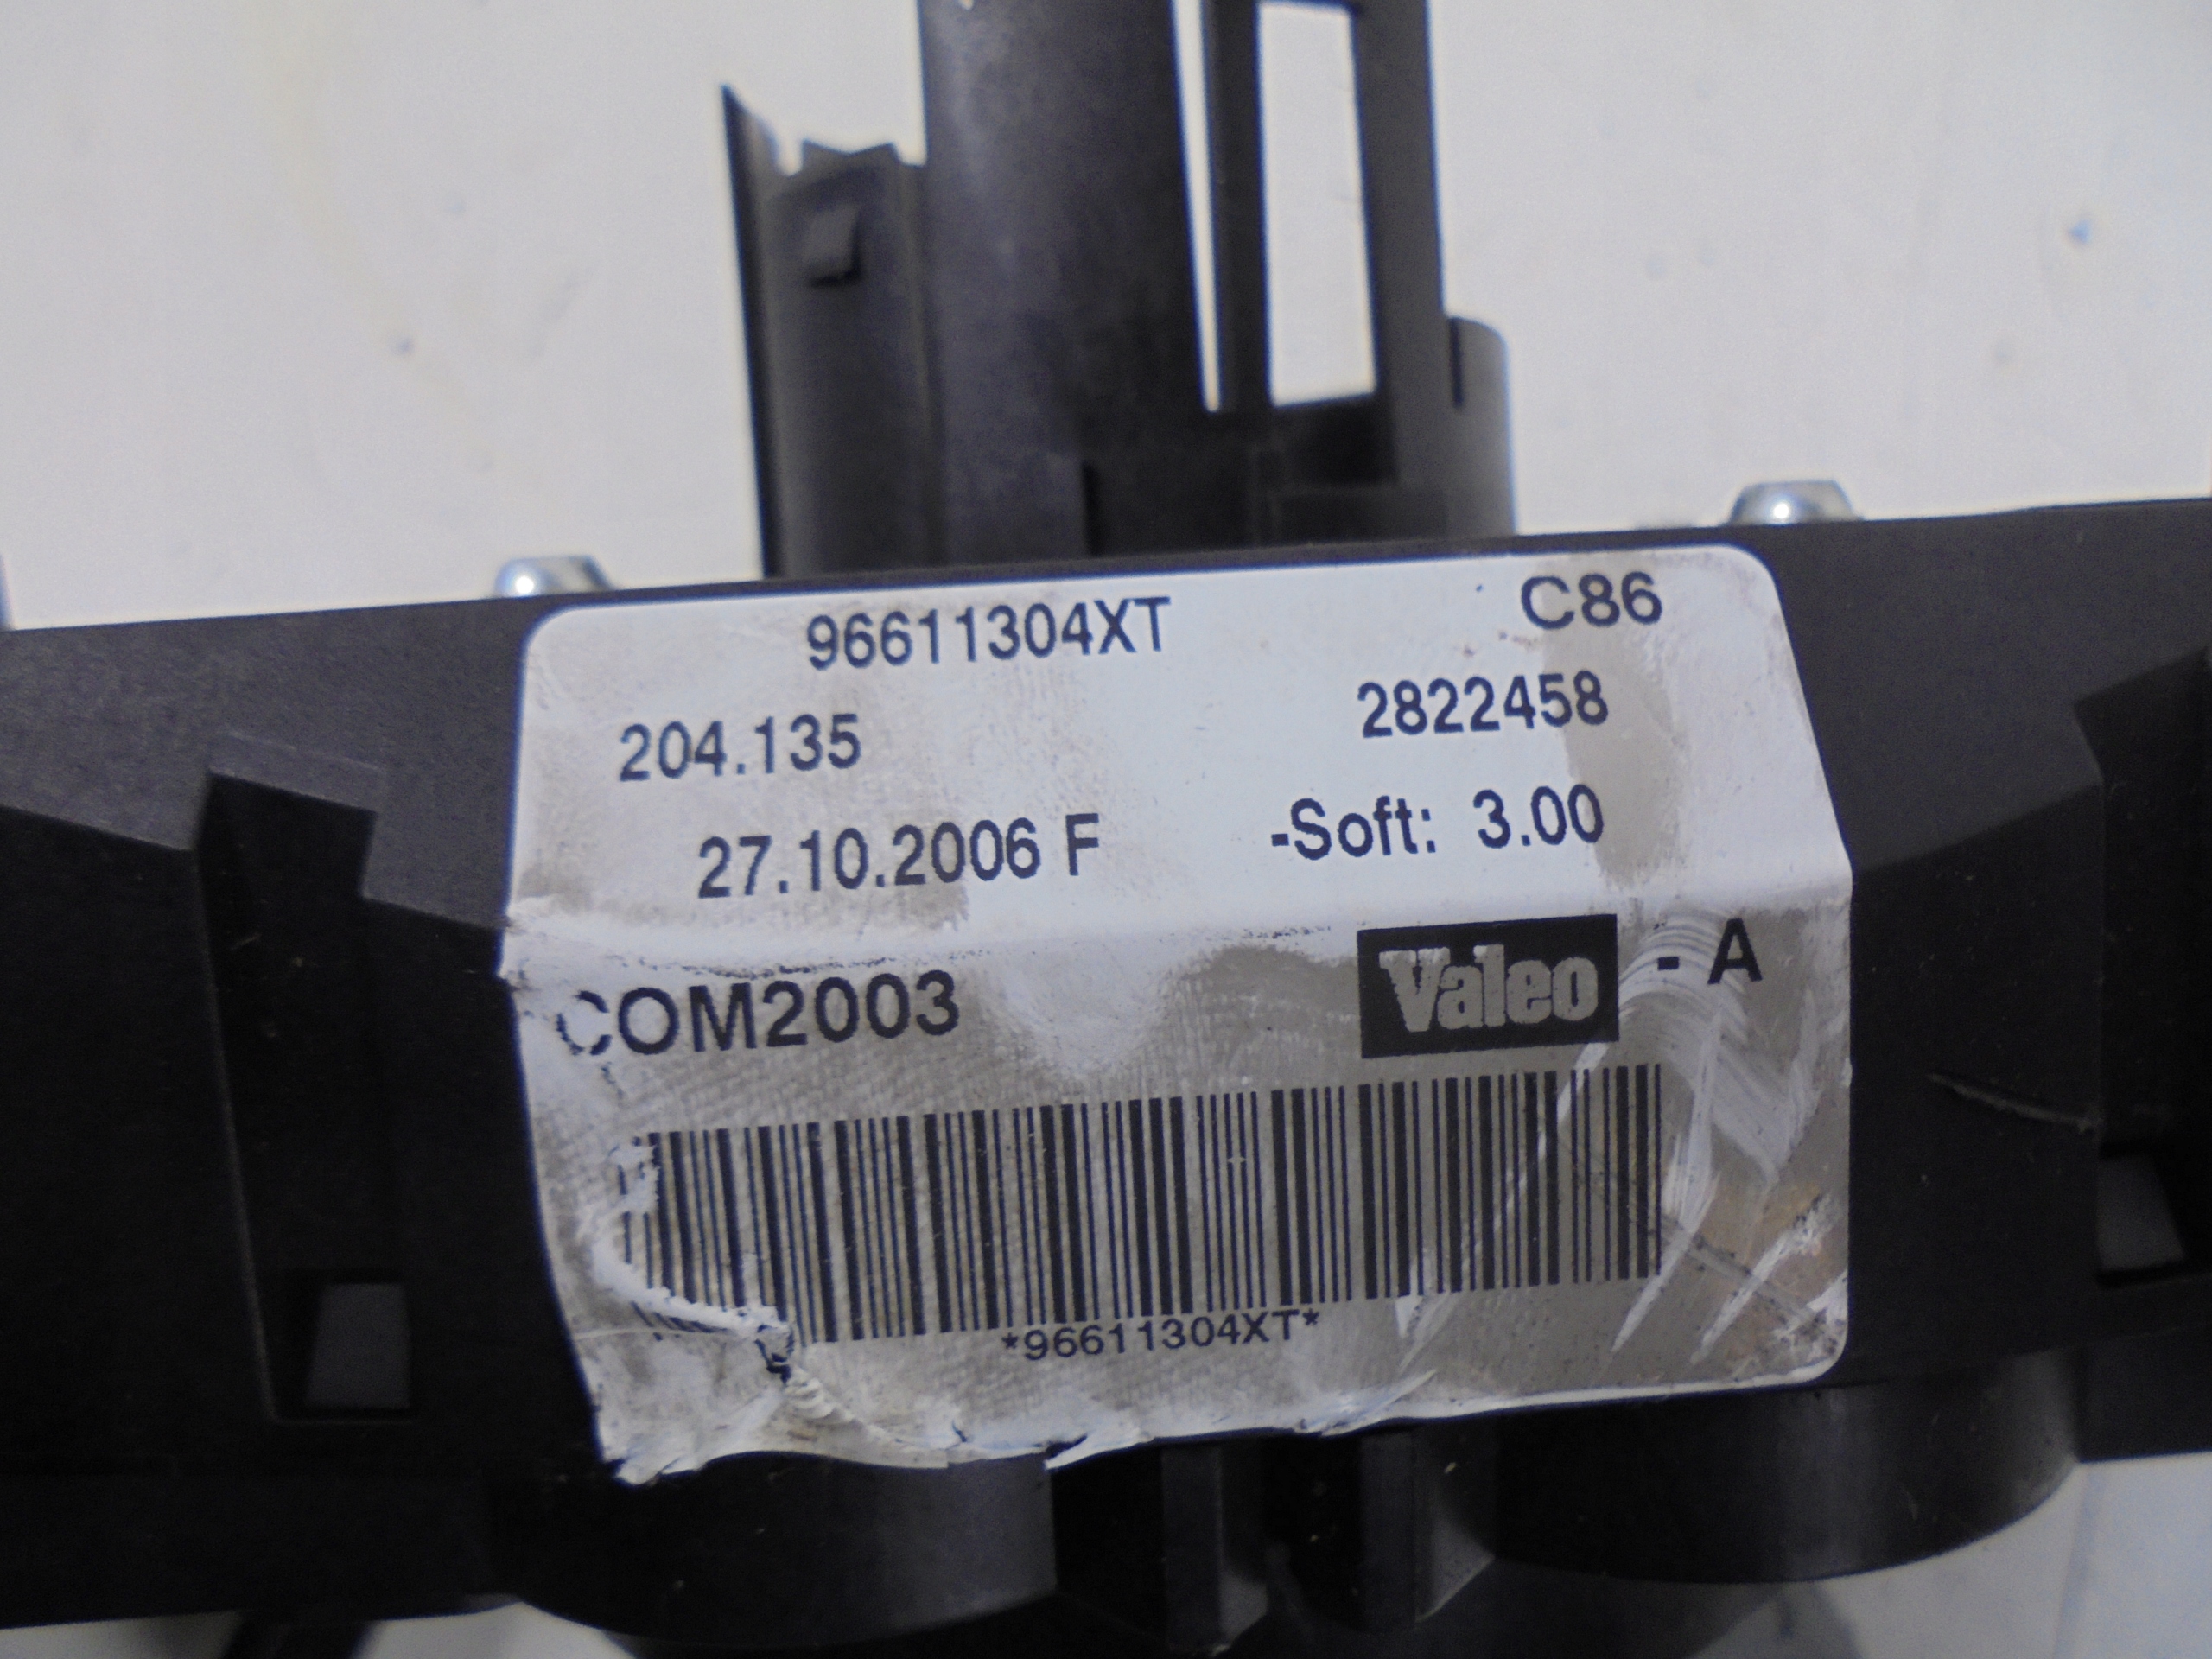 96611304XT C86
204.135 2822458
27.10.2006 F -Soft: 3.00
COM2003 Valeo - A
*96611304XT*